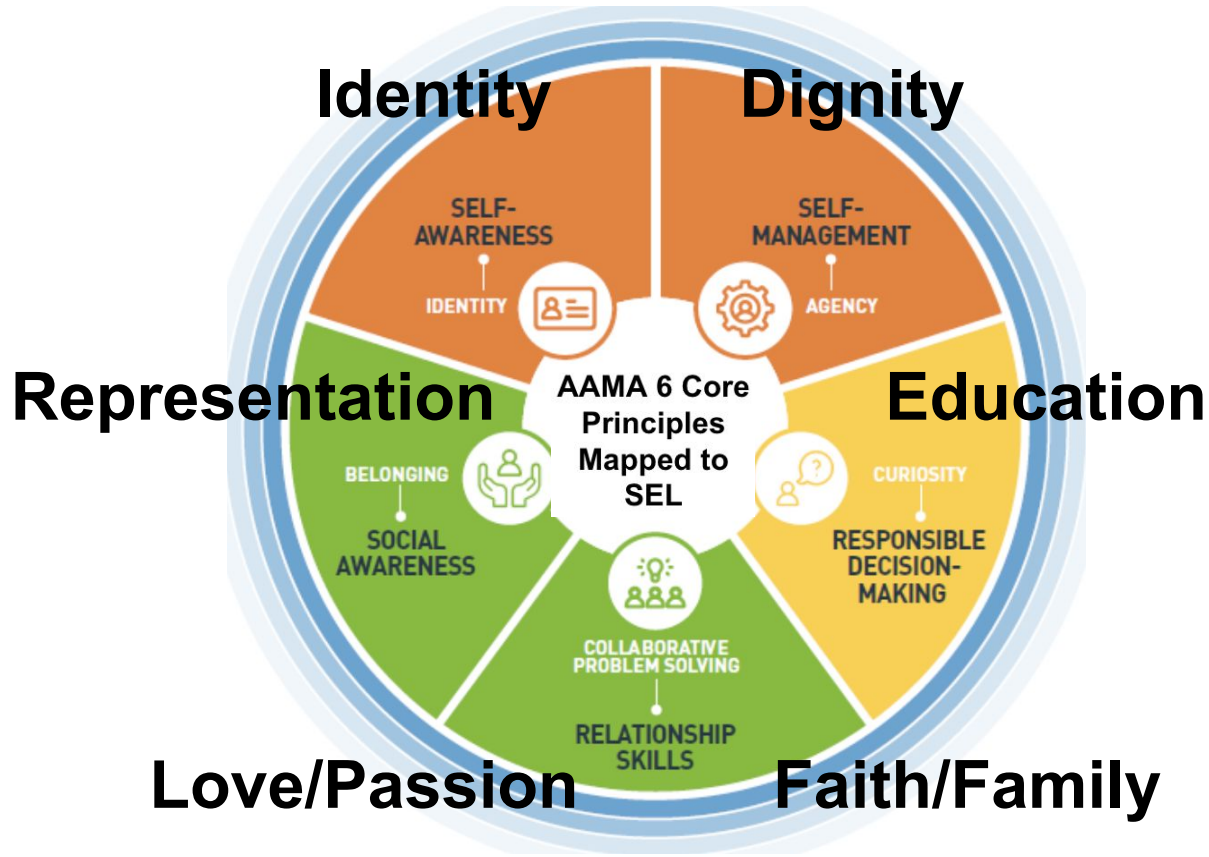 Identity
Dignity
SELF-
AWARENESS
IDENTITY
SELF-
MANAGEMENT
AGENCY
Representation
AAMA 6 Core
Principles
Mapped to
SEL
Education
BELONGING
SOCIAL
AWARENESS
?
CURIOSITY
RESPONSIBLE
DECISION-
MAKING
COLLABORATIVE
PROBLEM SOLVING
RELATIONSHIP
SKILLS
Love/Passion
Faith/Family